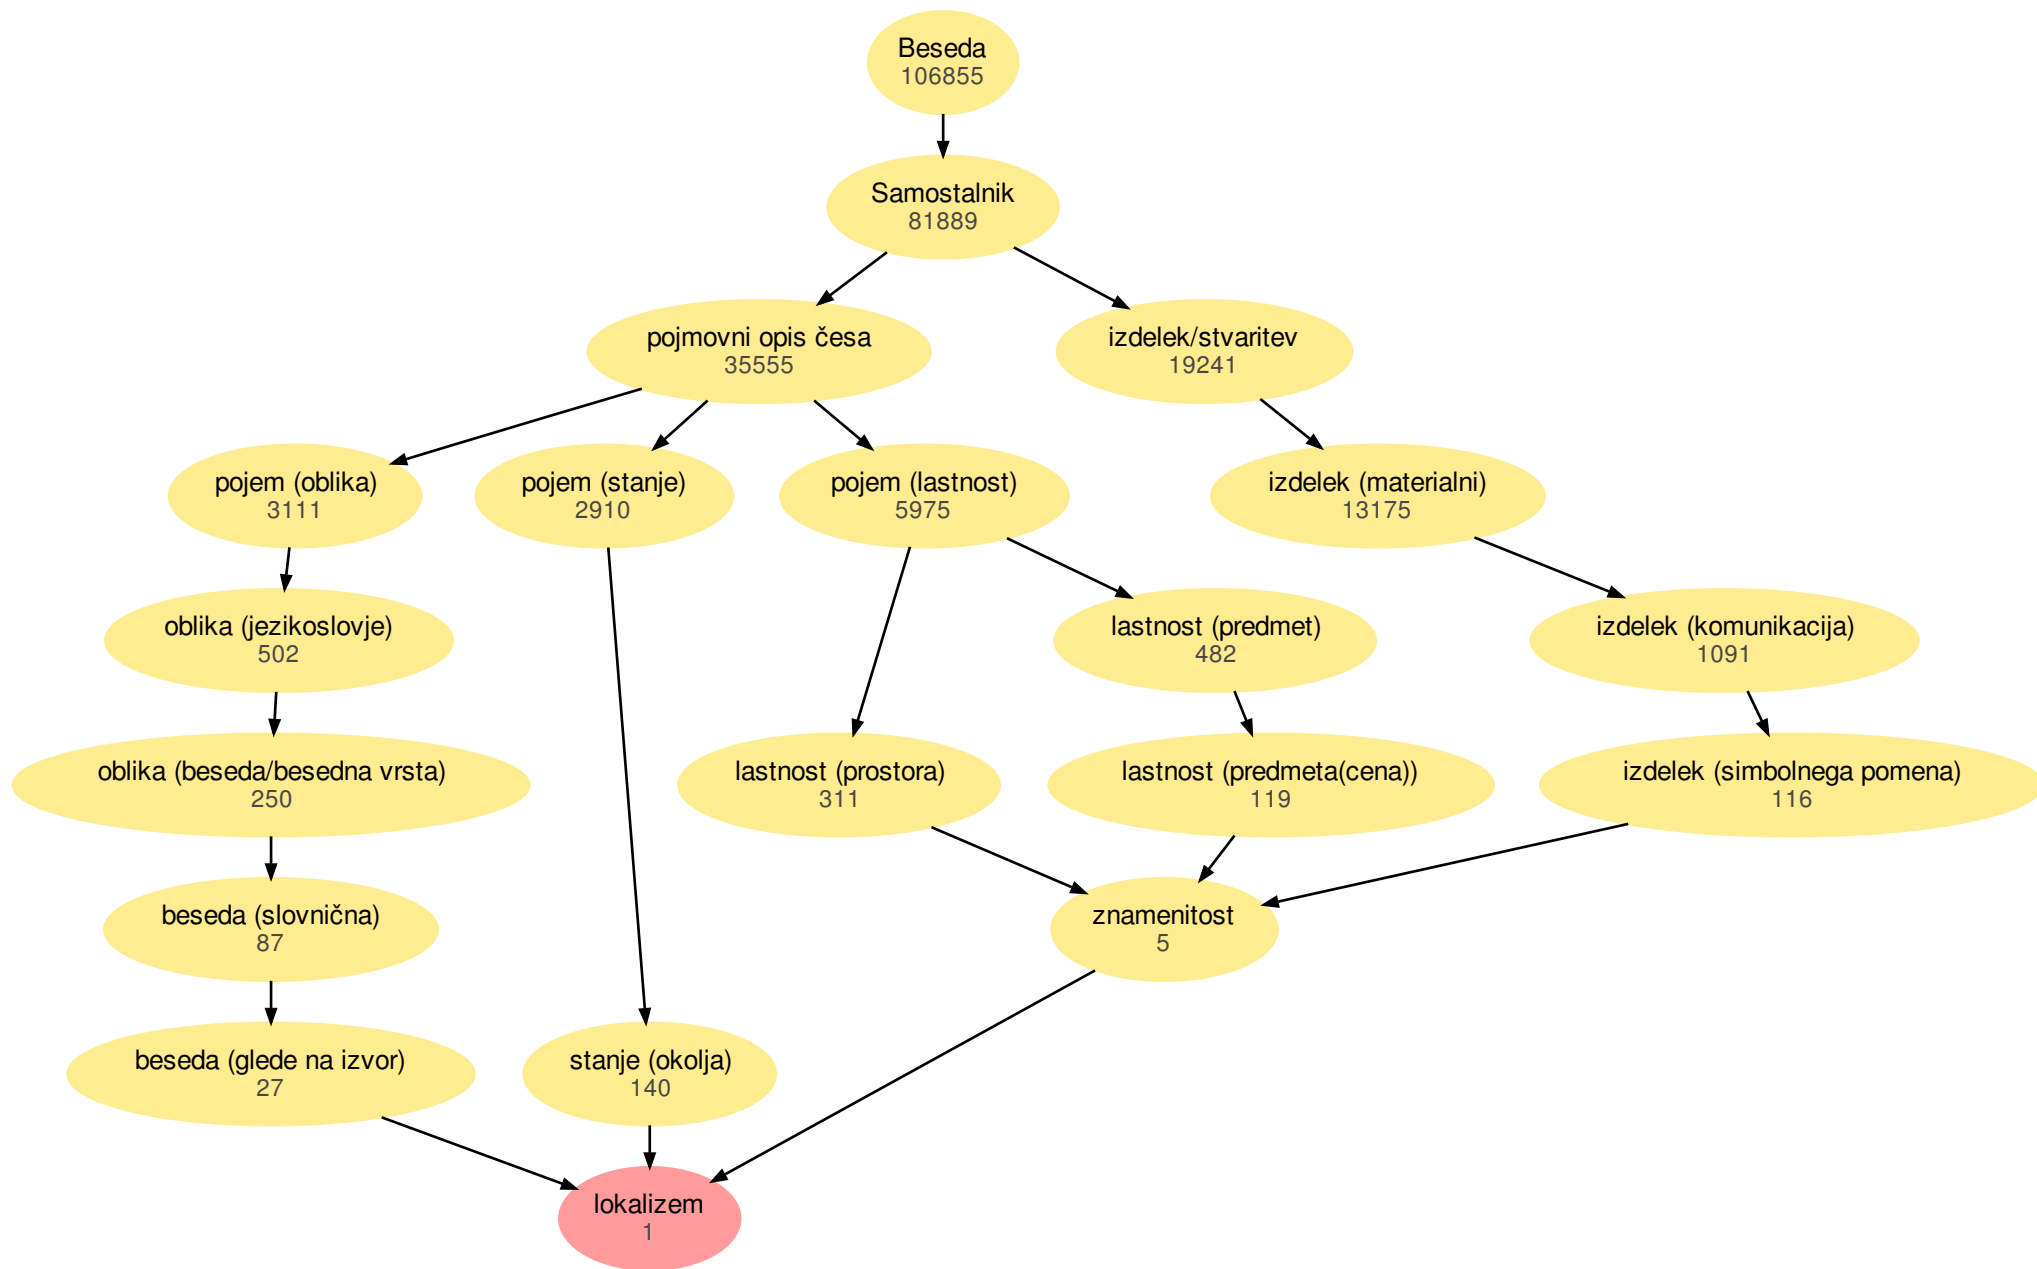 Beseda
106855
Samostalnik
81889
pojmovni opis česa
35555
izdelek/stvaritev
19241
pojem (oblika)
3111
pojem (stanje)
2910
pojem (lastnost)
5975
izdelek (materialni)
13175
oblika (jezikoslovje)
502
lastnost (predmet)
482
izdelek (komunikacija)
1091
oblika (beseda/besedna vrsta)
250
lastnost (prostora)
311
lastnost (predmeta(cena))
119
izdelek (simbolnega pomena)
116
beseda (slovnična)
87
znamenitost
5
beseda (glede na izvor)
27
stanje (okolja)
140
lokalizem
1